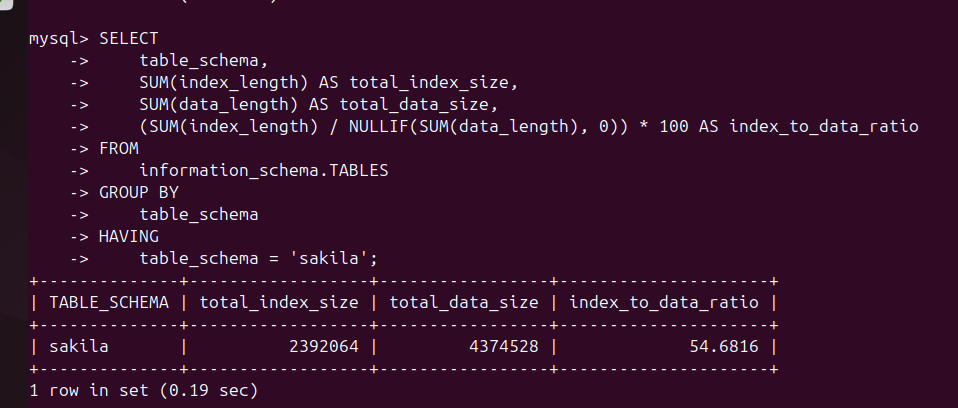 mysql> SELECT
    ->     table_schema,
    ->     SUM(index_length) AS total_index_size,
    ->     SUM(data_length) AS total_data_size,
    ->     (SUM(index_length) / NULLIF(SUM(data_length), 0)) * 100 AS index_to_data_ratio
    -> FROM
    ->     information_schema.TABLES
    -> GROUP BY
    ->     table_schema
    -> HAVING
    ->     table_schema = 'sakila';
+--------------+------------------+-----------------+---------------------+
| TABLE_SCHEMA | total_index_size | total_data_size | index_to_data_ratio |
+--------------+------------------+-----------------+---------------------+
| sakila       |          2392064 |         4374528 |             54.6816 |
+--------------+------------------+-----------------+---------------------+
1 row in set (0.19 sec)